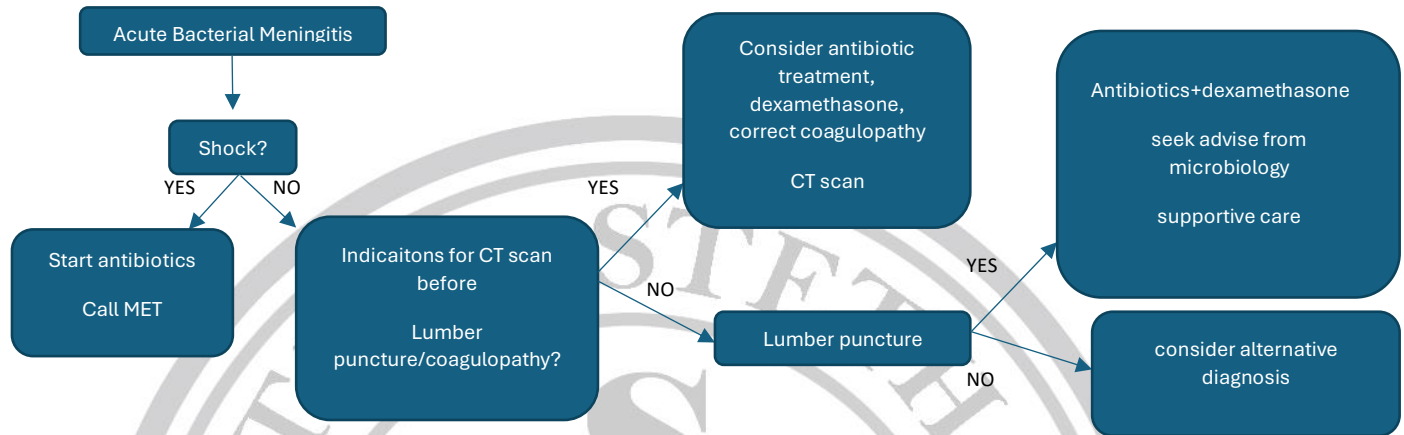 Acute Bacterial Meningitis
Shock?
YES
NO
Start antibiotics
Call MET
Indicaitons for CT scan
before
Lumber
puncture/coagulopathy?
YES
NO
Consider antibiotic
treatment,
dexamethasone,
correct coagulopathy
CT scan
Lumber puncture
YES
NO
Antibiotics+dexamethasone
seek advise from
microbiology
supportive care
consider alternative
diagnosis
STFTH
S